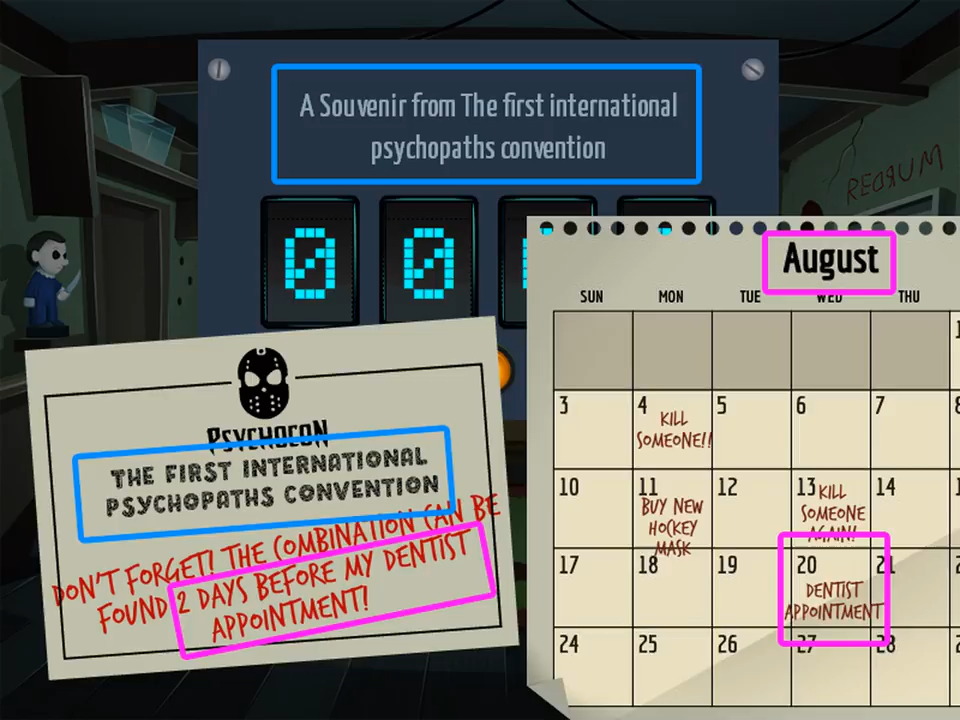 A Souvenir from The first international
psychopaths convention
REDRUM
0 0
August
SUN MON TUE WED THU
3 4 5 6 7
KILL
SOMEONE!!
10 11 12 13 14
BUY NEW
HOCKEY
MASK
KILL
SOMEONE
AGAIN!
17 18 19 20 21
DENTIST
APPOINTMENT
24 25 26 27 28
PSYCHOCON
THE FIRST INTERNATIONAL
PSYCHOPATHS CONVENTION
DON'T FORGET! THE COMBINATION CAN BE
FOUND 2 DAYS BEFORE MY DENTIST
APPOINTMENT!